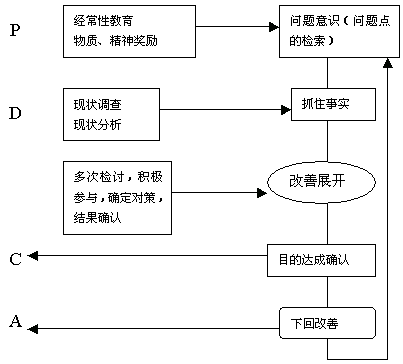 P
经常性教育
物质、精神奖励
问题意识（问题点
的检索）
D
现状调查
现状分析
抓住事实
多次检讨，积极
参与，确定对策，
结果确认
改善展开
C
目的达成确认
A
下回改善